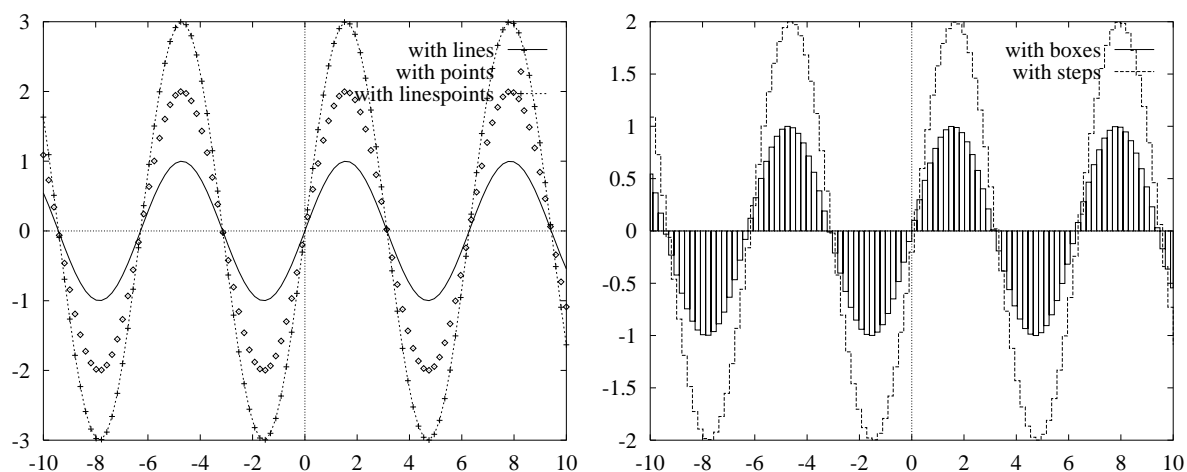 3
2
1
0
-1
-2
-3
-10 -8 -6 -4 -2 0 2 4 6 8 10
with lines
with points
with linespoints
2
1.5
1
0.5
0
-0.5
-1
-1.5
-2
-10 -8 -6 -4 -2 0 2 4 6 8 10
with boxes
with steps